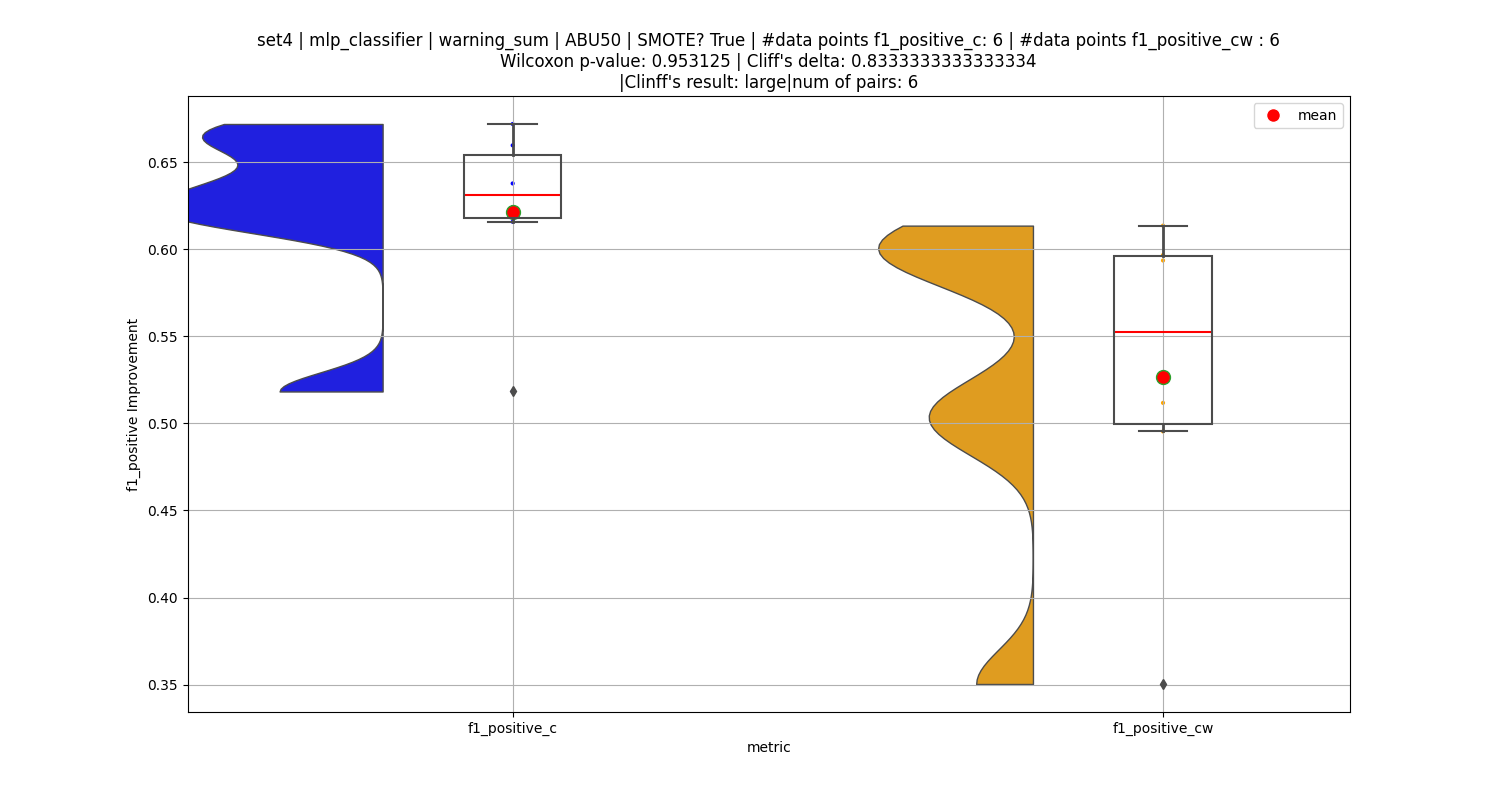 set4 | mlp_classifier | warning_sum | ABU50 | SMOTE? True | #data points f1_positive_c: 6 | #data points f1_positive_cw : 6
Wilcoxon p-value: 0.953125 | Cliff's delta: 0.8333333333333334
|Clinff's result: large|num of pairs: 6
mean
0.65
0.60
0.55
0.50
0.45
0.40
0.35
f1_positive Improvement
f1_positive_c
f1_positive_cw
metric